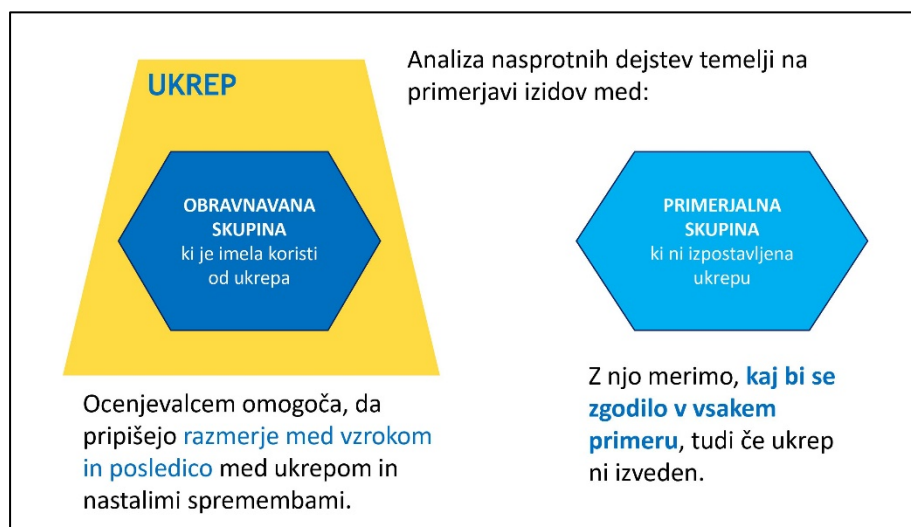 UKREP
Analiza nasprotnih dejstev temelji na
primerjavi izidov med:
OBRAVNAVANA
SKUPINA
ki je imela koristi
od ukrepa
PRIMERJALNA
SKUPINA
ki ni izpostavljena
ukrepu
Ocenjevalcem omogoča, da
pripišejo razmerje med vzrokom
in posledico med ukrepom in
nastalimi spremembami.
Z njo merimo, kaj bi se
zgodilo v vsakem
primeru, tudi če ukrep
ni izveden.